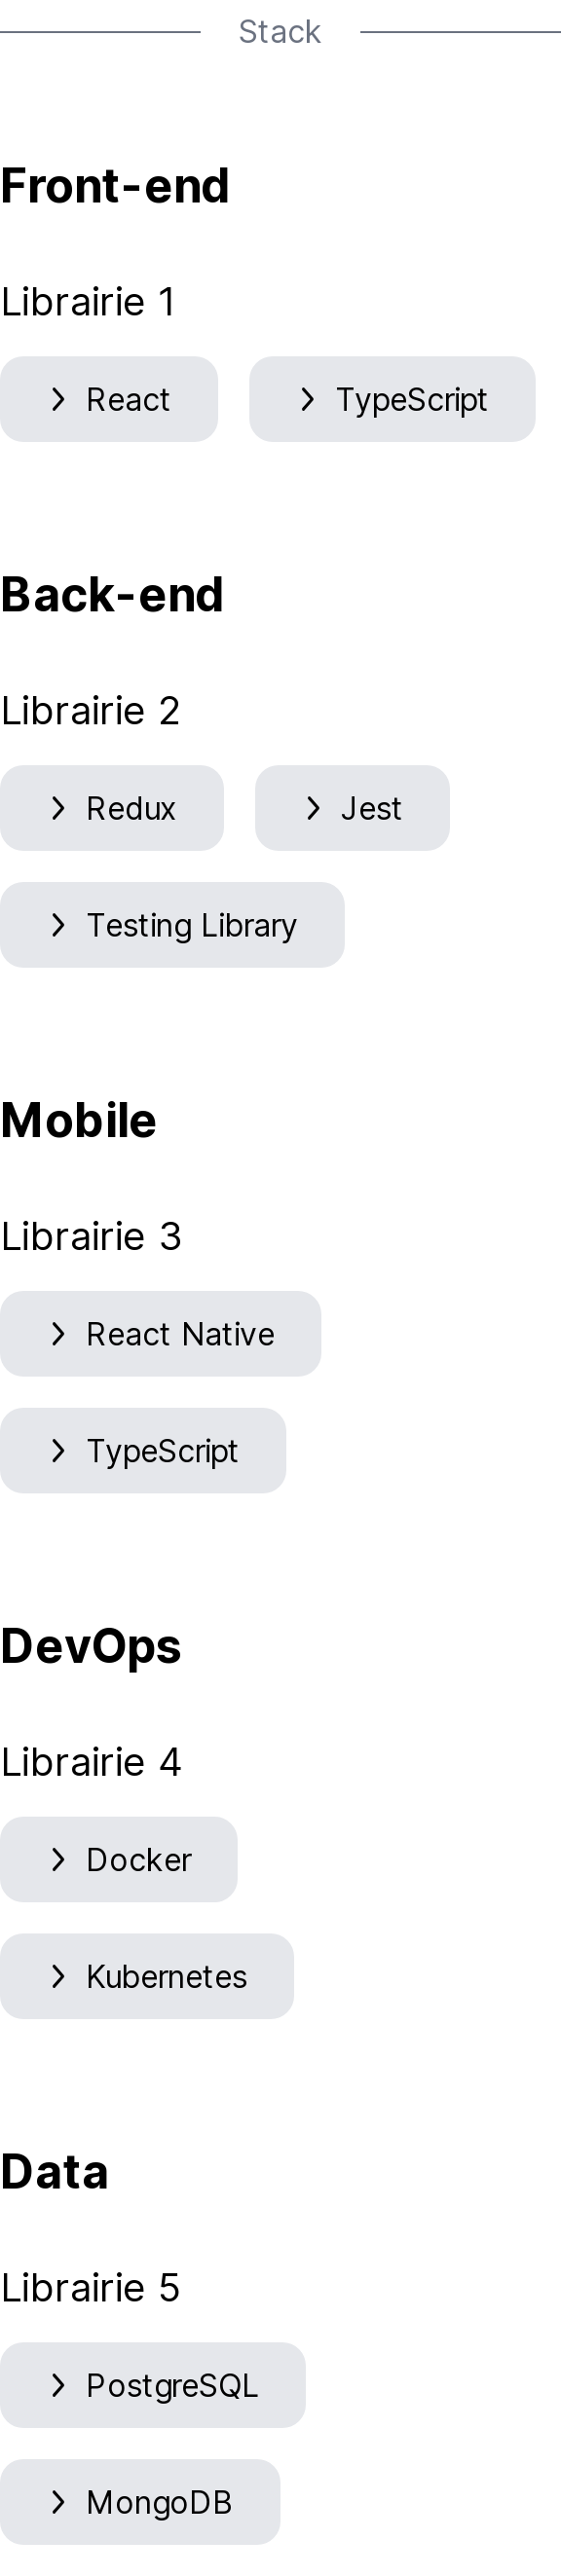 Stack
Front-end
Librairie 1
React TypeScript
Back-end
Librairie 2
Redux Jest
Testing Library
Mobile
Librairie 3
React Native
TypeScript
DevOps
Librairie 4
Docker
Kubernetes
Data
Librairie 5
PostgreSQL
MongoDB